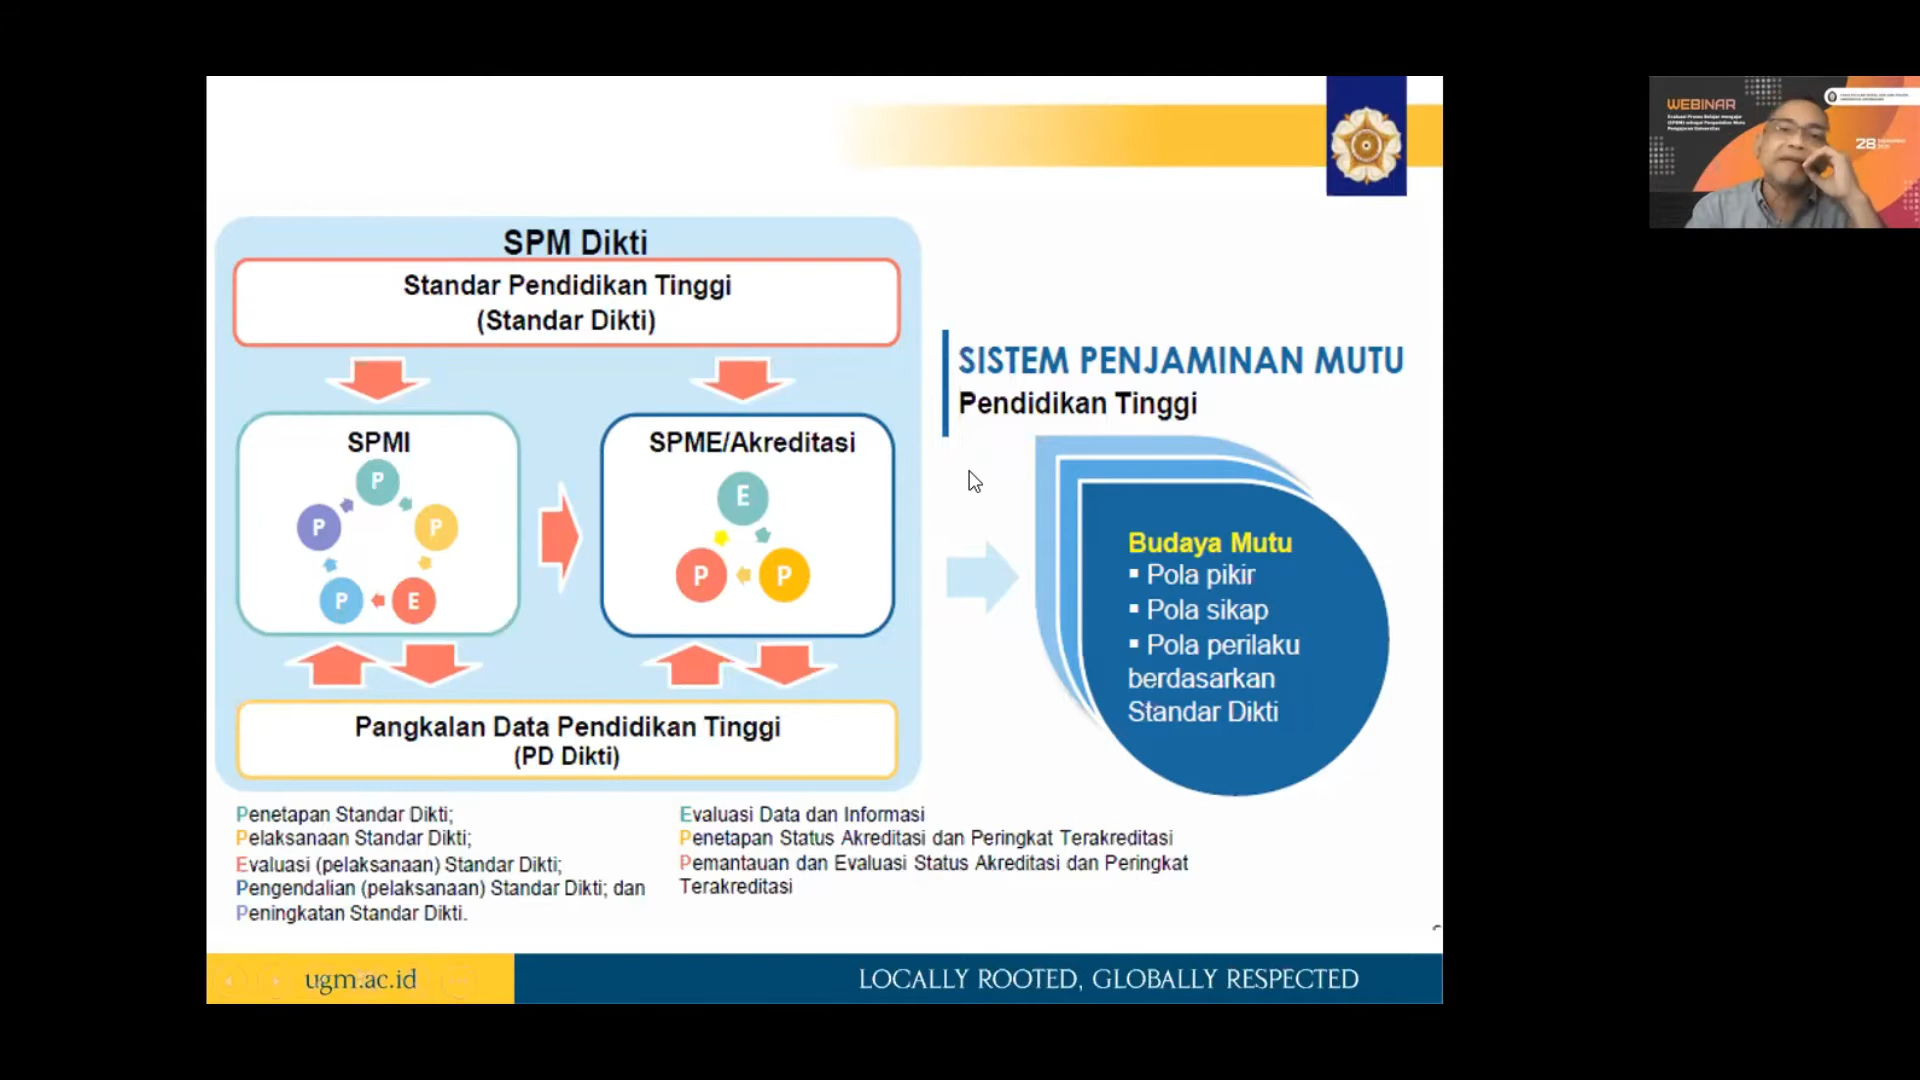 SPM Dikti
Standar Pendidikan Tinggi
(Standar Dikti)
SPMI
P
P
P
P
E
SPME/Akreditasi
E
P
P
Pangkalan Data Pendidikan Tinggi
(PD Dikti)
Penetapan Standar Dikti;
Pelaksanaan Standar Dikti;
Evaluasi (pelaksanaan) Standar Dikti;
Pengendalian (pelaksanaan) Standar Dikti; dan
Peningkatan Standar Dikti.
Evaluasi Data dan Informasi
Penetapan Status Akreditasi dan Peringkat Terakreditasi
Pemantauan dan Evaluasi Status Akreditasi dan Peringkat
Terakreditasi
SISTEM PENJAMINAN MUTU
Pendidikan Tinggi
Budaya Mutu
▪ Pola pikir
▪ Pola sikap
▪ Pola perilaku
berdasarkan
Standar Dikti
ugm.ac.id
LOCALLY ROOTED, GLOBALLY RESPECTED
WEBINAR
28